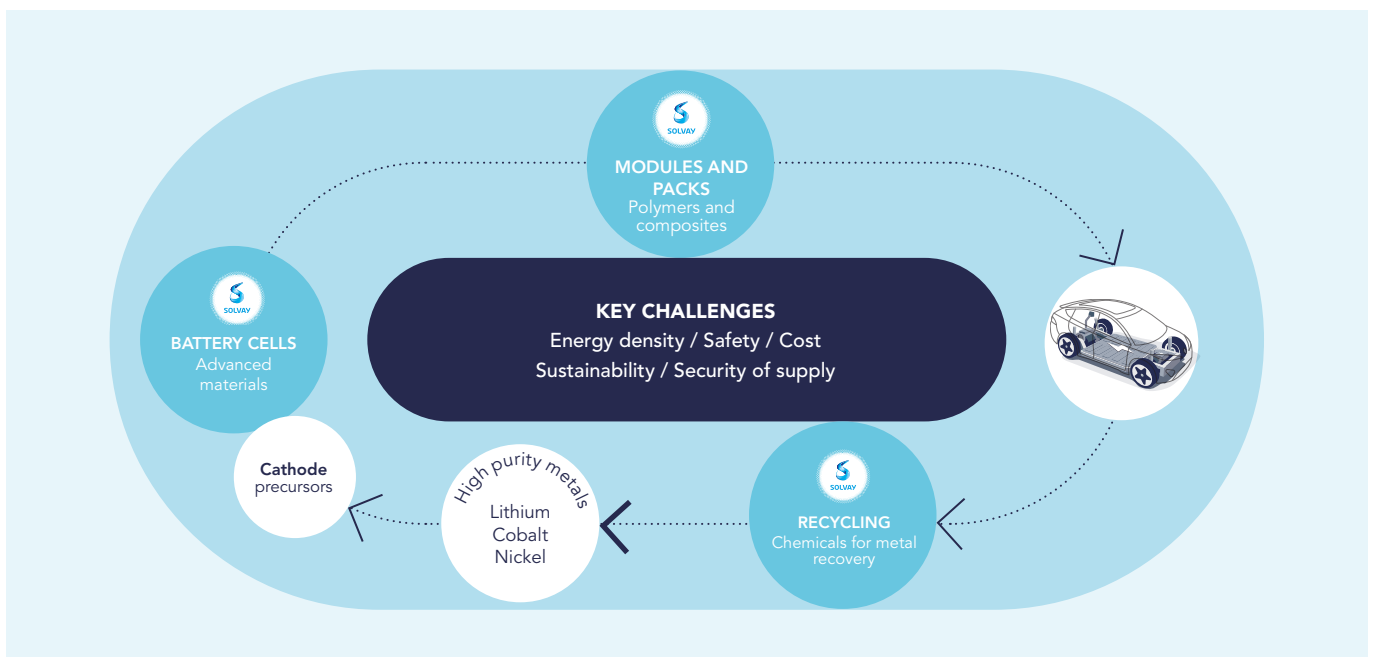 SOLVAY
MODULES AND
PACKS
Polymers and
composites
SOLVAY
BATTERY CELLS
Advanced
materials
KEY CHALLENGES
Energy density / Safety / Cost
Sustainability / Security of supply
Cathode
precursors
High purity metals
Lithium
Cobalt
Nickel
SOLVAY
RECYCLING
Chemicals for metal
recovery